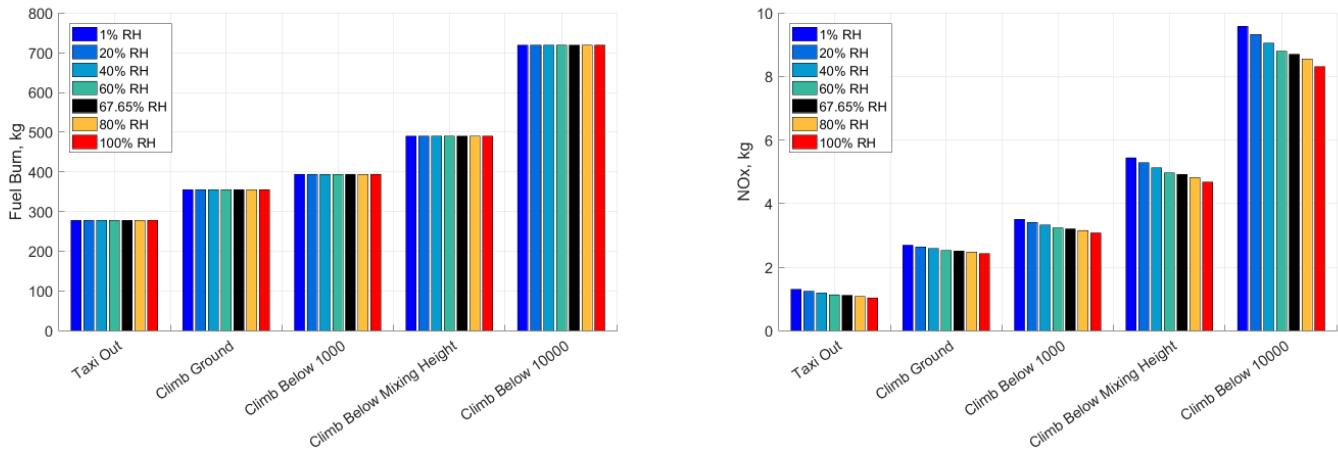 800
700
600
500
400
300
200
100
0
Fuel Burn, kg
1% RH
20% RH
40% RH
60% RH
67.65% RH
80% RH
100% RH
Taxi Out
Climb Ground
Climb Below 1000
Climb Below Mixing Height
Climb Below 10000
10
8
6
4
2
0
NOx, kg
1% RH
20% RH
40% RH
60% RH
67.65% RH
80% RH
100% RH
Taxi Out
Climb Ground
Climb Below 1000
Climb Below Mixing Height
Climb Below 10000